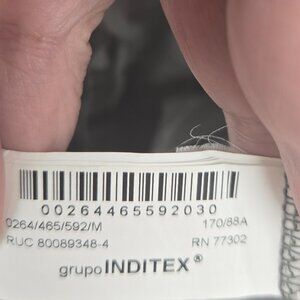 00264465592030
0264/465/592/M 170/88A
RUC 80089348-4 RN 77302
grupo INDITEX®